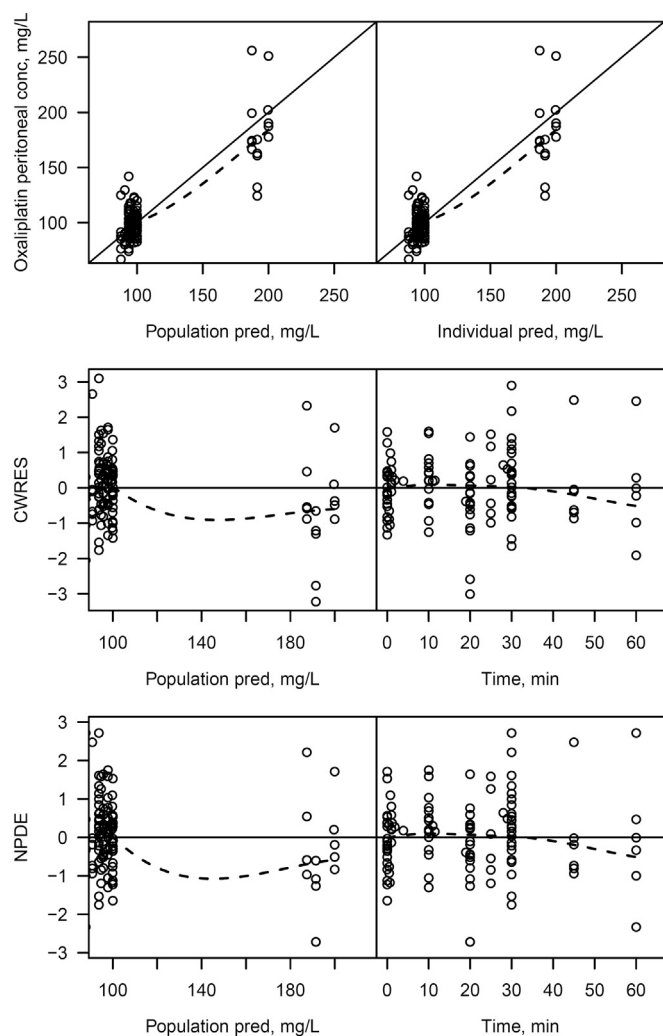 Oxaliplatin peritoneal conc, mg/L
250
200
150
100
100 150 200 250 100 150 200 250
Population pred, mg/L Individual pred, mg/L
CWRES
3
2
1
0
−1
−2
−3
100 140 180 0 10 20 30 40 50 60
Population pred, mg/L Time, min
NPDE
3
2
1
0
−1
−2
−3
100 140 180 0 10 20 30 40 50 60
Population pred, mg/L Time, min